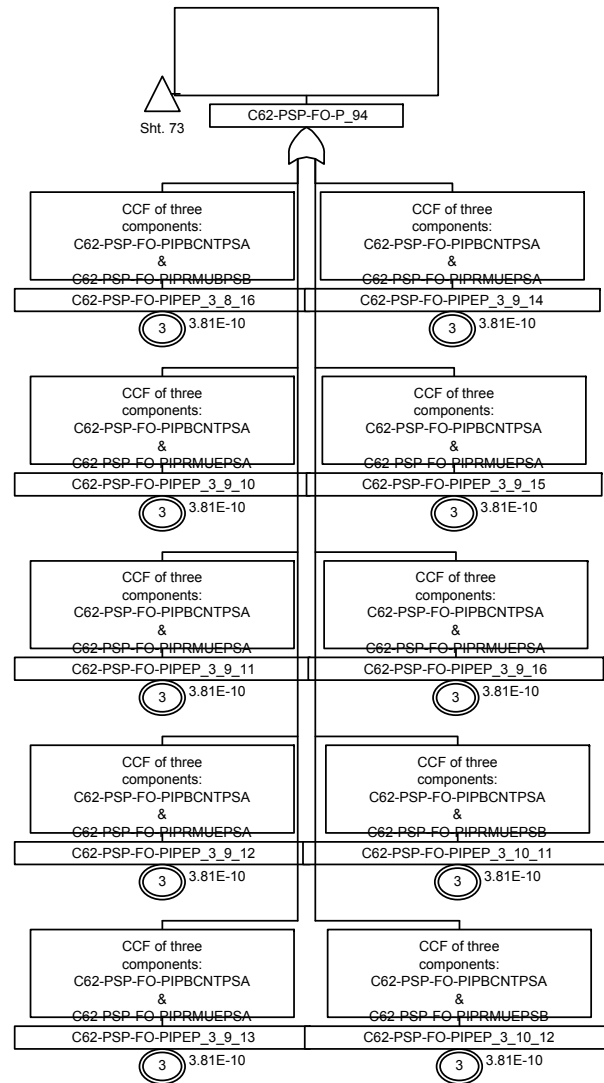 C62-PSP-FO-P_94
Sht. 73
CCF of three
components:
C62-PSP-FO-PIPBCNTPSA
&
C62-PSP-FO-PIPRMUBPSB
C62-PSP-FO-PIPEP_3_8_16
3
3.81E-10
CCF of three
components:
C62-PSP-FO-PIPBCNTPSA
&
C62-PSP-FO-PIPRMUEPSA
C62-PSP-FO-PIPEP_3_9_14
3
3.81E-10
CCF of three
components:
C62-PSP-FO-PIPBCNTPSA
&
C62-PSP-FO-PIPRMUEPSA
C62-PSP-FO-PIPEP_3_9_10
3
3.81E-10
CCF of three
components:
C62-PSP-FO-PIPBCNTPSA
&
C62-PSP-FO-PIPRMUEPSA
C62-PSP-FO-PIPEP_3_9_15
3
3.81E-10
CCF of three
components:
C62-PSP-FO-PIPBCNTPSA
&
C62-PSP-FO-PIPRMUEPSA
C62-PSP-FO-PIPEP_3_9_11
3
3.81E-10
CCF of three
components:
C62-PSP-FO-PIPBCNTPSA
&
C62-PSP-FO-PIPRMUEPSA
C62-PSP-FO-PIPEP_3_9_16
3
3.81E-10
CCF of three
components:
C62-PSP-FO-PIPBCNTPSA
&
C62-PSP-FO-PIPRMUEPSA
C62-PSP-FO-PIPEP_3_9_12
3
3.81E-10
CCF of three
components:
C62-PSP-FO-PIPBCNTPSA
&
C62-PSP-FO-PIPRMUEPSB
C62-PSP-FO-PIPEP_3_10_11
3
3.81E-10
CCF of three
components:
C62-PSP-FO-PIPBCNTPSA
&
C62-PSP-FO-PIPRMUEPSA
C62-PSP-FO-PIPEP_3_9_13
3
3.81E-10
CCF of three
components:
C62-PSP-FO-PIPBCNTPSA
&
C62-PSP-FO-PIPRMUEPSB
C62-PSP-FO-PIPEP_3_10_12
3
3.81E-10